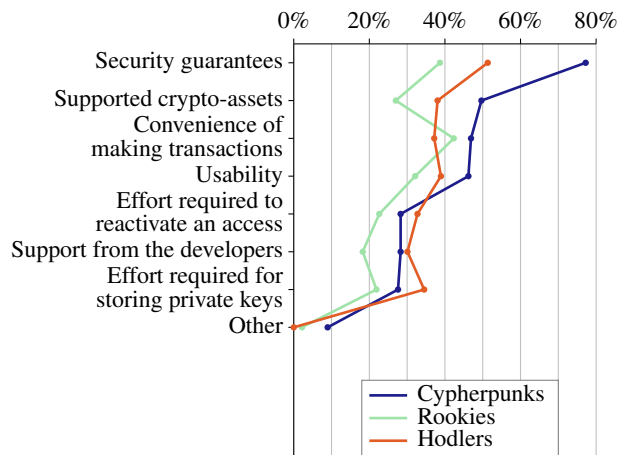 0% 20% 40% 60% 80%
Security guarantees
Supported crypto-assets
Convenience of
making transactions
Usability
Effort required to
reactivate an access
Support from the developers
Effort required for
storing private keys
Other
Cypherpunks
Rookies
Hodlers